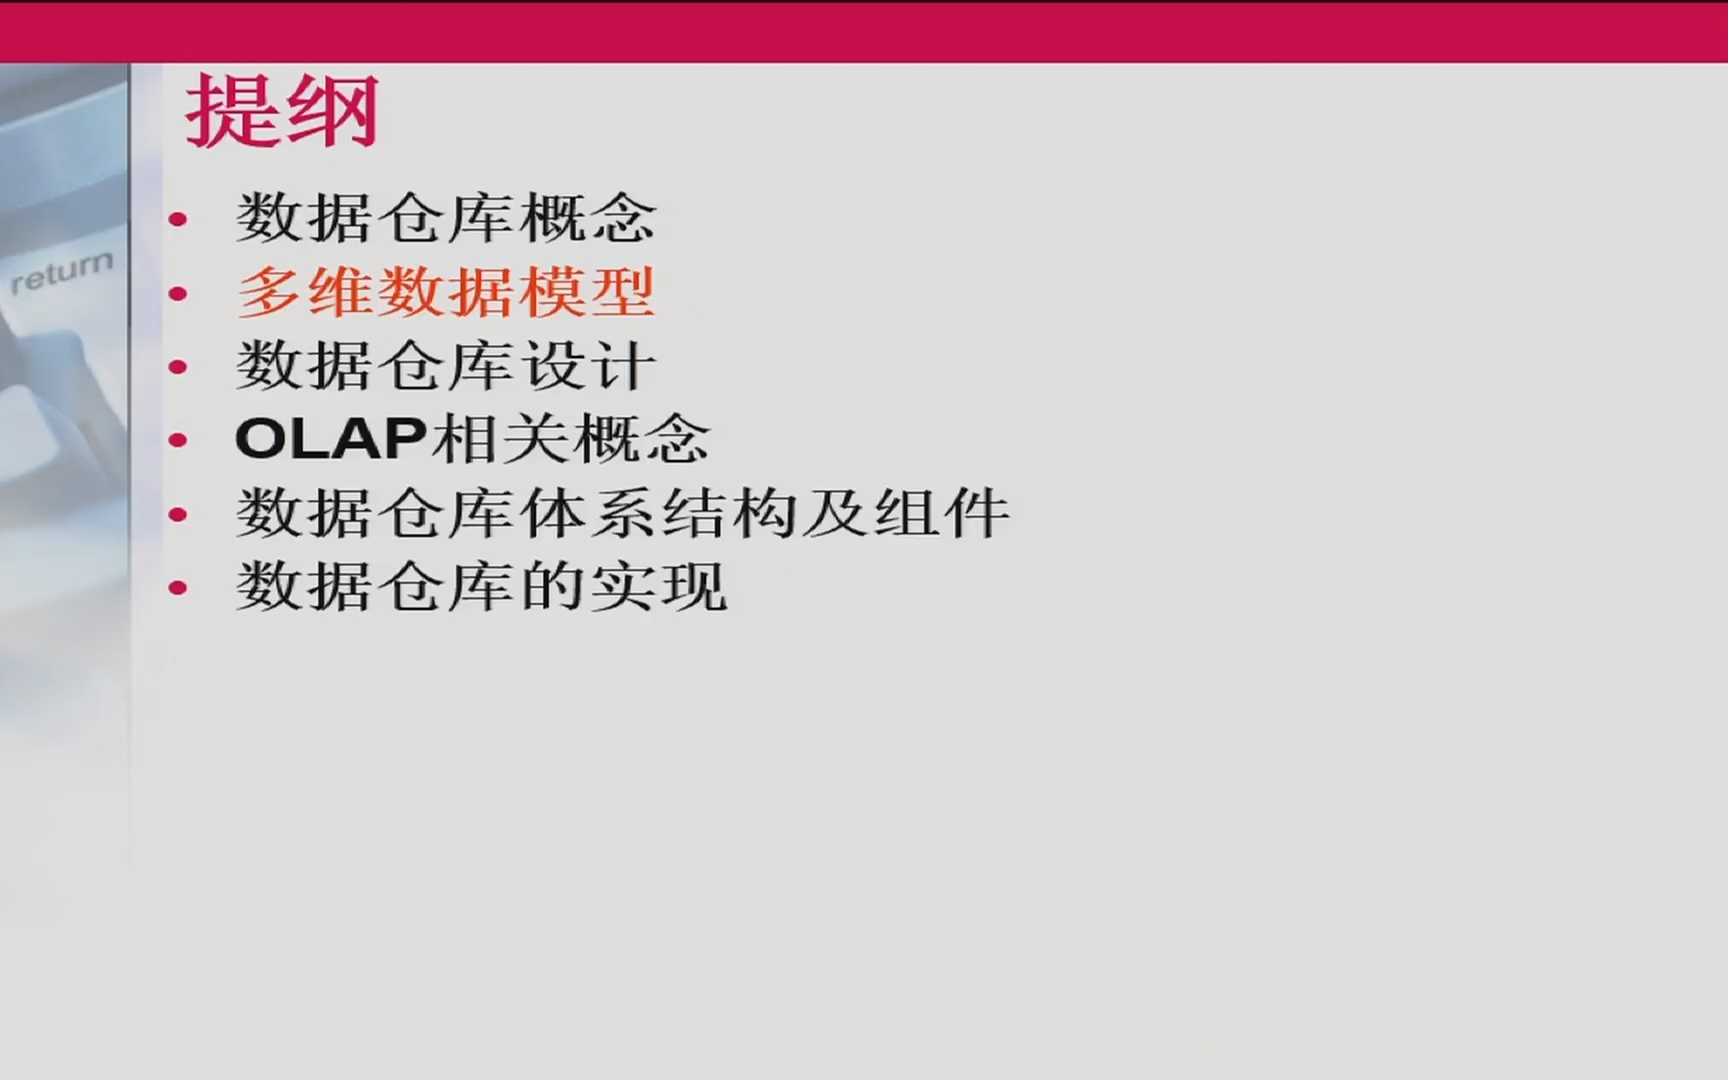 提纲
return
数据仓库概念
多维数据模型
数据仓库设计
OLAP相关概念
数据仓库体系结构及组件
数据仓库的实现